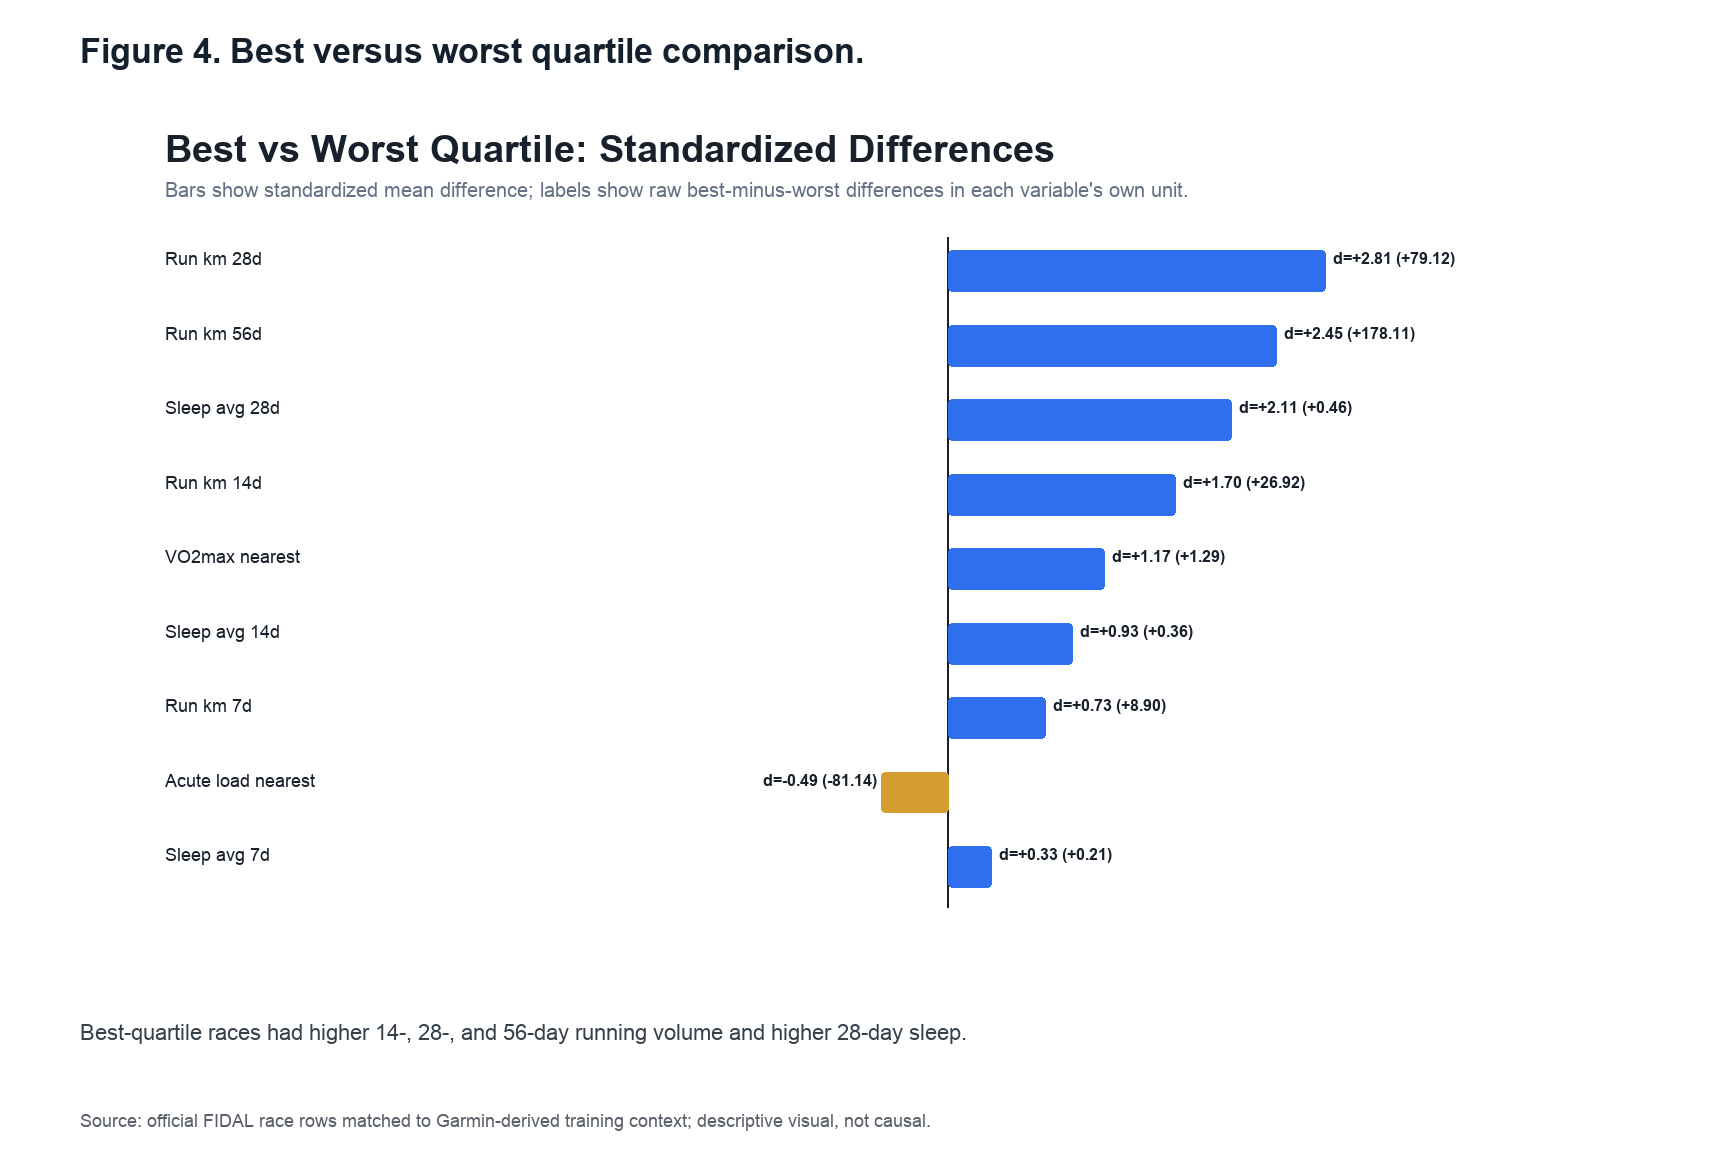 Figure 4. Best versus worst quartile comparison.
Best vs Worst Quartile: Standardized Differences
Bars show standardized mean difference; labels show raw best-minus-worst differences in each variable's own unit.
Run km 28d d=+2.81 (+79.12)
Run km 56d d=+2.45 (+178.11)
Sleep avg 28d d=+2.11 (+0.46)
Run km 14d d=+1.70 (+26.92)
VO2max nearest d=+1.17 (+1.29)
Sleep avg 14d d=+0.93 (+0.36)
Run km 7d d=+0.73 (+8.90)
Acute load nearest d=-0.49 (-81.14)
Sleep avg 7d d=+0.33 (+0.21)
Best-quartile races had higher 14-, 28-, and 56-day running volume and higher 28-day sleep.
Source: official FIDAL race rows matched to Garmin-derived training context; descriptive visual, not causal.